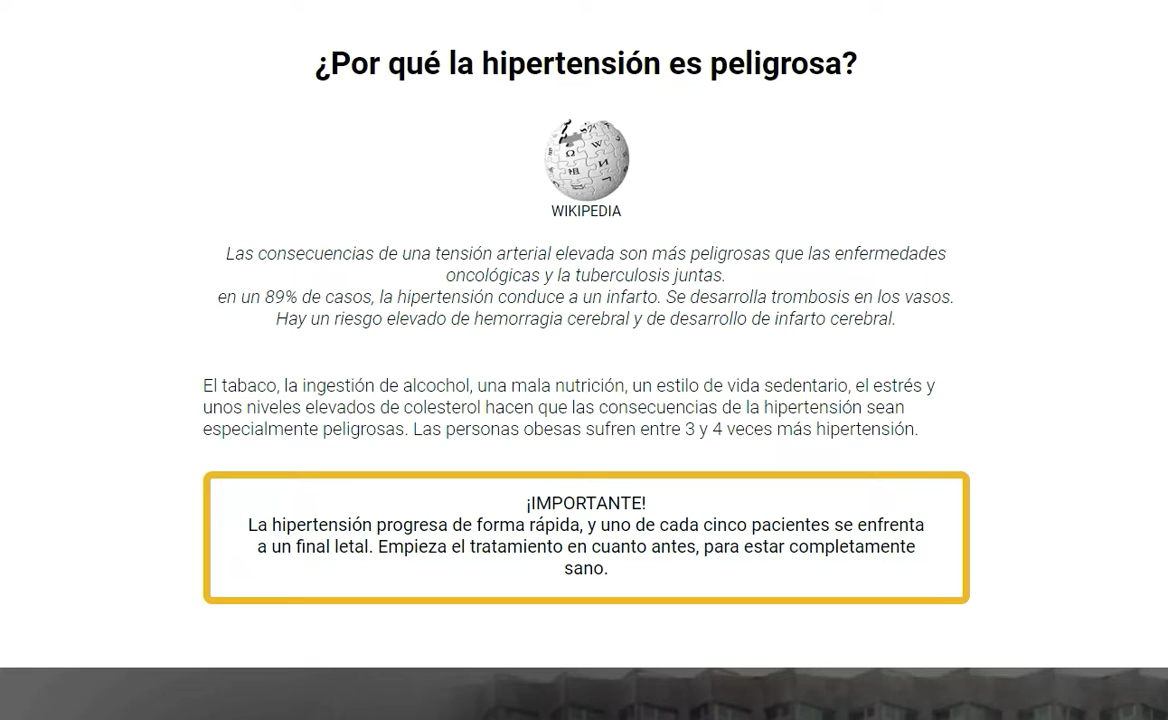 ¿Por qué la hipertensión es peligrosa?
WIKIPEDIA
Las consecuencias de una tensión arterial elevada son más peligrosas que las enfermedades
oncológicas y la tuberculosis juntas.
en un 89% de casos, la hipertensión conduce a un infarto. Se desarrolla trombosis en los vasos.
Hay un riesgo elevado de hemorragia cerebral y de desarrollo de infarto cerebral.
El tabaco, la ingestión de alcochol, una mala nutrición, un estilo de vida sedentario, el estrés y
unos niveles elevados de colesterol hacen que las consecuencias de la hipertensión sean
especialmente peligrosas. Las personas obesas sufren entre 3 y 4 veces más hipertensión.
¡IMPORTANTE!
La hipertensión progresa de forma rápida, y uno de cada cinco pacientes se enfrenta
a un final letal. Empieza el tratamiento en cuanto antes, para estar completamente
sano.